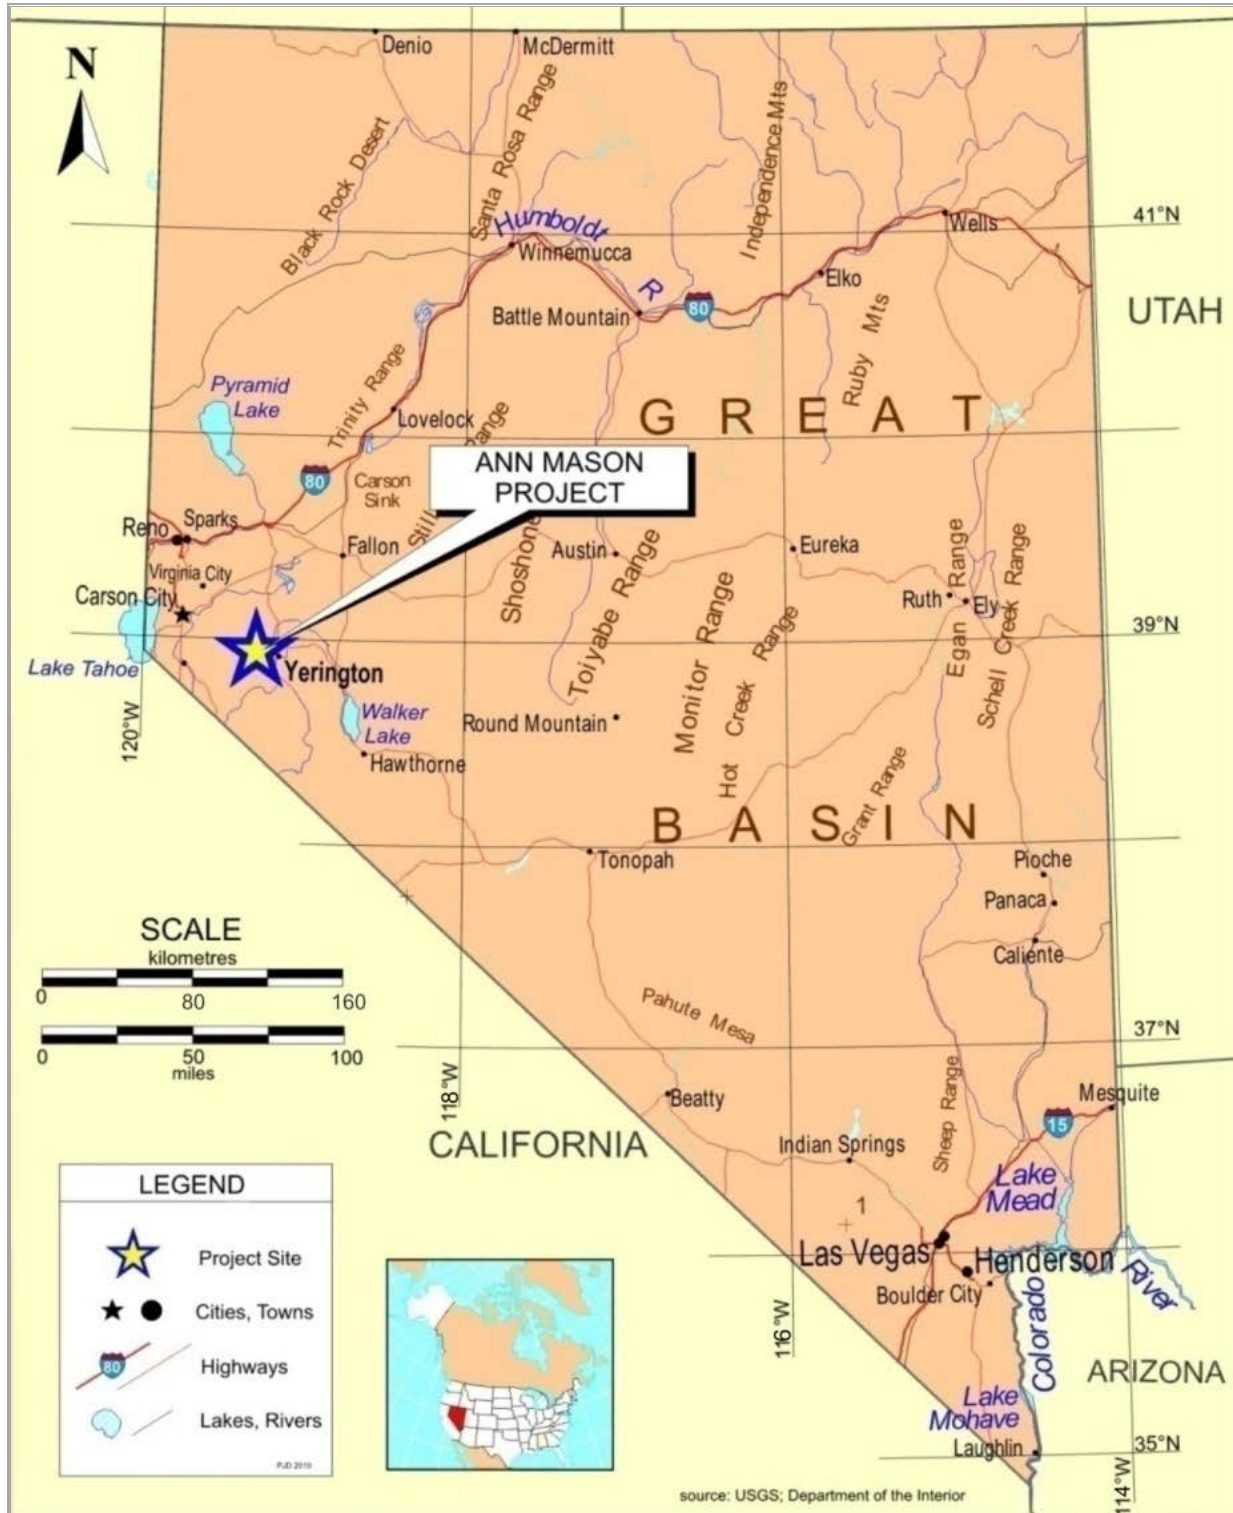 N
Denio
McDermitt
Black Rock Desert
Santa Rosa Range
Independence Mts
Humboldt
R
Winnemucca
Wells
41°N
Elko
80
Battle Mountain
UTAH
Ruby Mts
Pyramid
Lake
Trinity Range
Lovelock
GREAT
ANN MASON
PROJECT
80
Carson
Sink
Still
Range
Reno
Sparks
Fallon
Shoshone
Austin
Toiyabe Range
Eureka
Virginia City
Carson City
Monitor Range
Hot Creek Range
Ruth
Ely
Egan Range
Schell Creek Range
39°N
Lake Tahoe
Yerington
120°W
Walker
Lake
Round Mountain
Hawthorne
Grant Range
BASIN
Tonopah
Pioche
Panaca
Caliente
SCALE
kilometres
0 80 160
0 50 100
miles
Pahute Mesa
37°N
118°W
Beatty
Sheep Range
Mesquite
15
CALIFORNIA
Indian Springs
Lake
Mead
1
Las Vegas
Henderson
Boulder City
Colorado
River
116°W
ARIZONA
Lake
Mohave
Laughlin
35°N
114°W
LEGEND
Project Site
Cities, Towns
80
Highways
Lakes, Rivers
PJD 2010
source: USGS; Department of the Interior